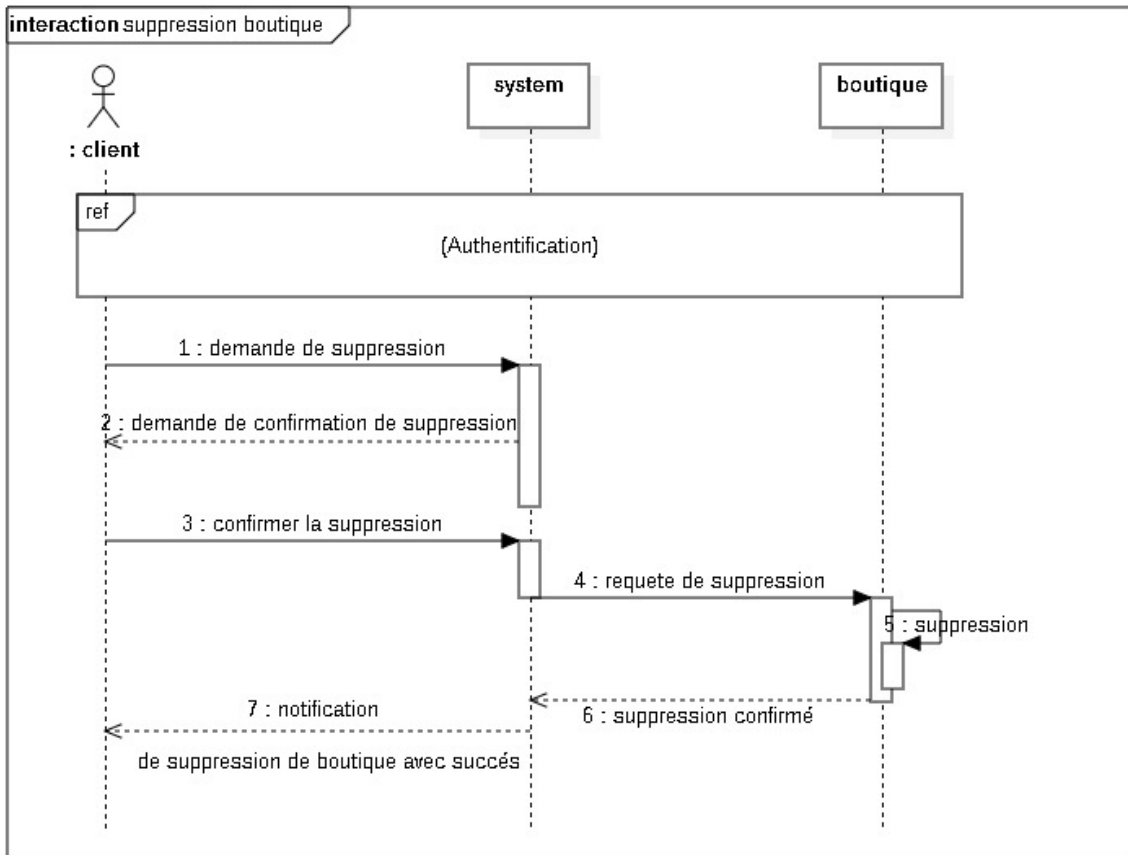 interaction suppression boutique
system
boutique
: client
ref
(Authentification)
1 : demande de suppression
2 : demande de confirmation de suppression
3 : confirmer la suppression
4 : requete de suppression
5 : suppression
6 : suppression confirmé
7 : notification
de suppression de boutique avec succés